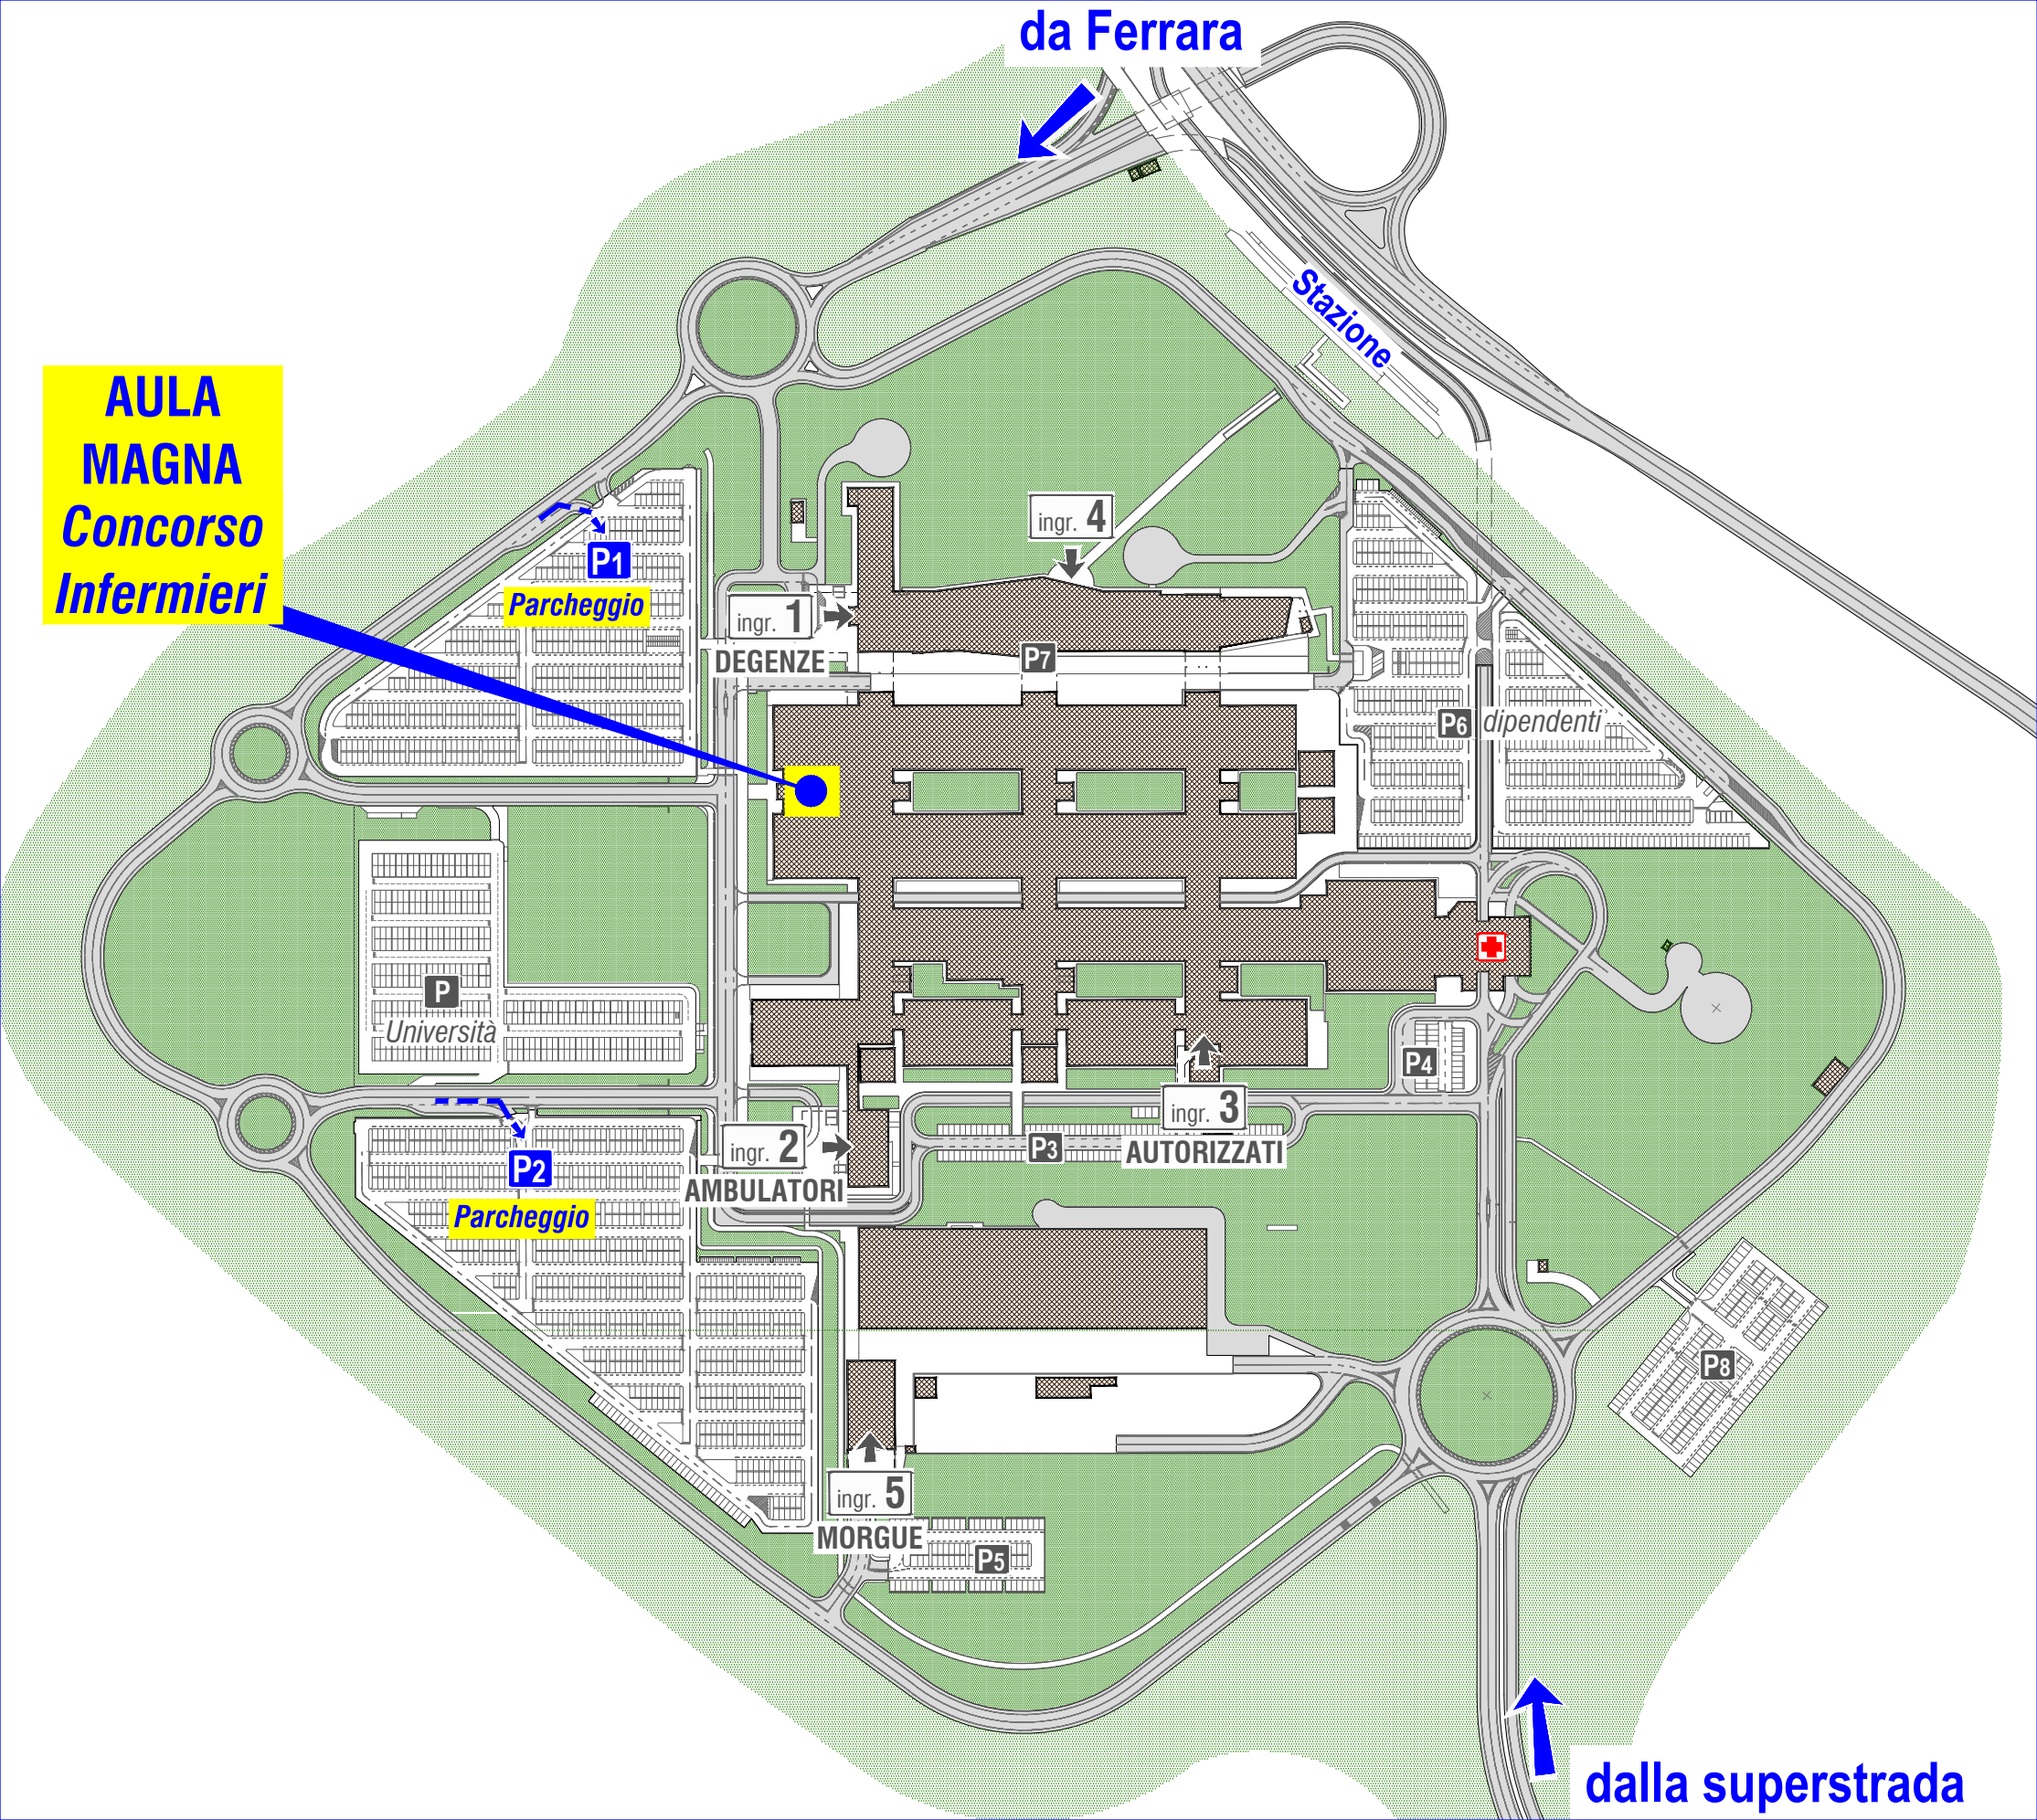 da Ferrara
Stazione
AULA
MAGNA
Concorso
Infermieri
P1
Parcheggio
ingr. 4
ingr. 1
DEGENZE
P7
P6 dipendenti
P
Università
P4
ingr. 3
AUTORIZZATI
P3
ingr. 2
AMBULATORI
P2
Parcheggio
P8
ingr. 5
MORGUE
P5
dalla superstrada